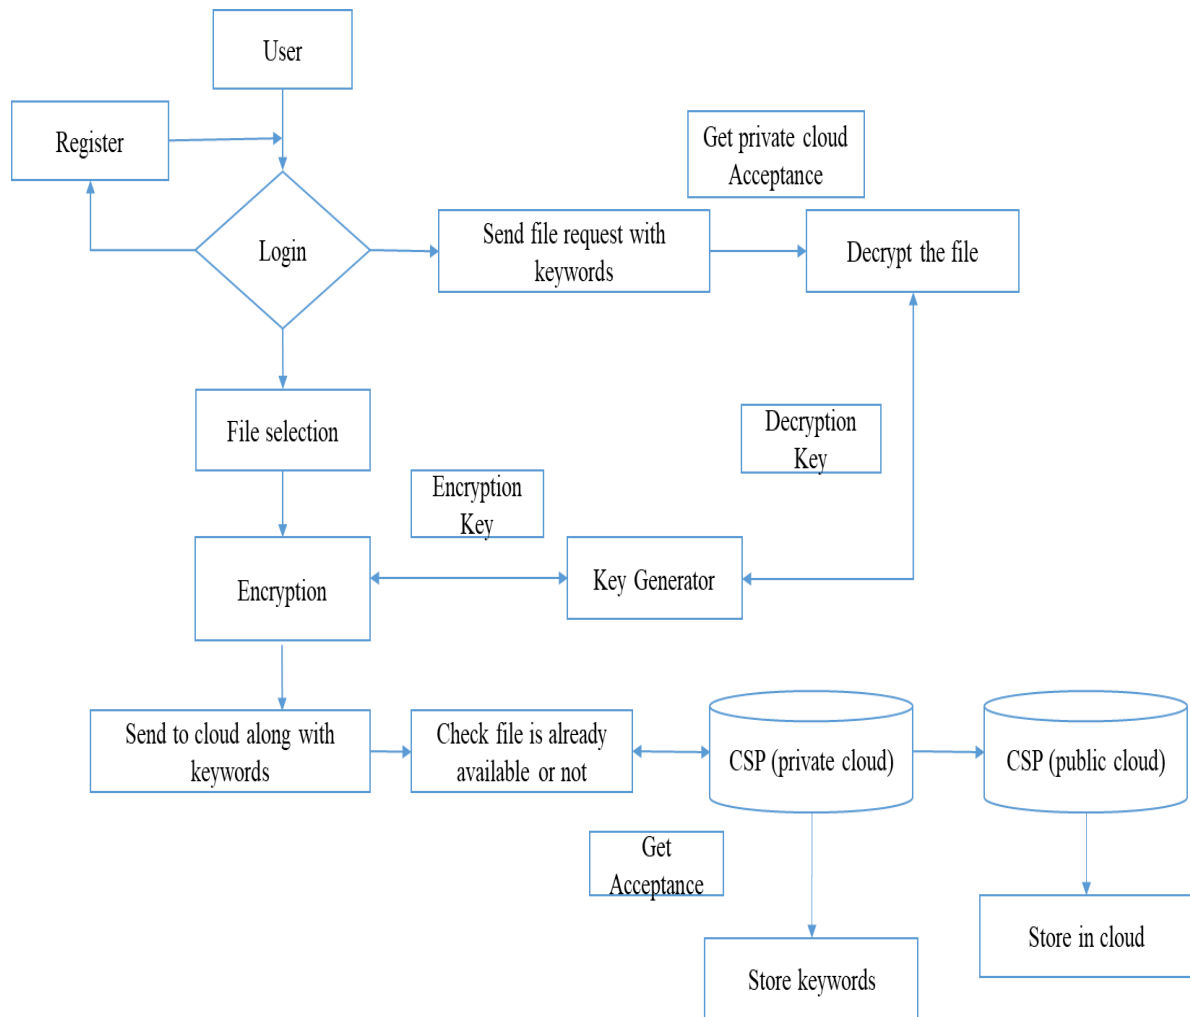 User
Register
Get private cloud
Acceptance
Login
Send file request with
keywords
Decrypt the file
File selection
Decryption
Key
Encryption
Key
Encryption
Key Generator
Send to cloud along with
keywords
Check file is already
available or not
CSP (private cloud)
CSP (public cloud)
Get
Acceptance
Store in cloud
Store keywords